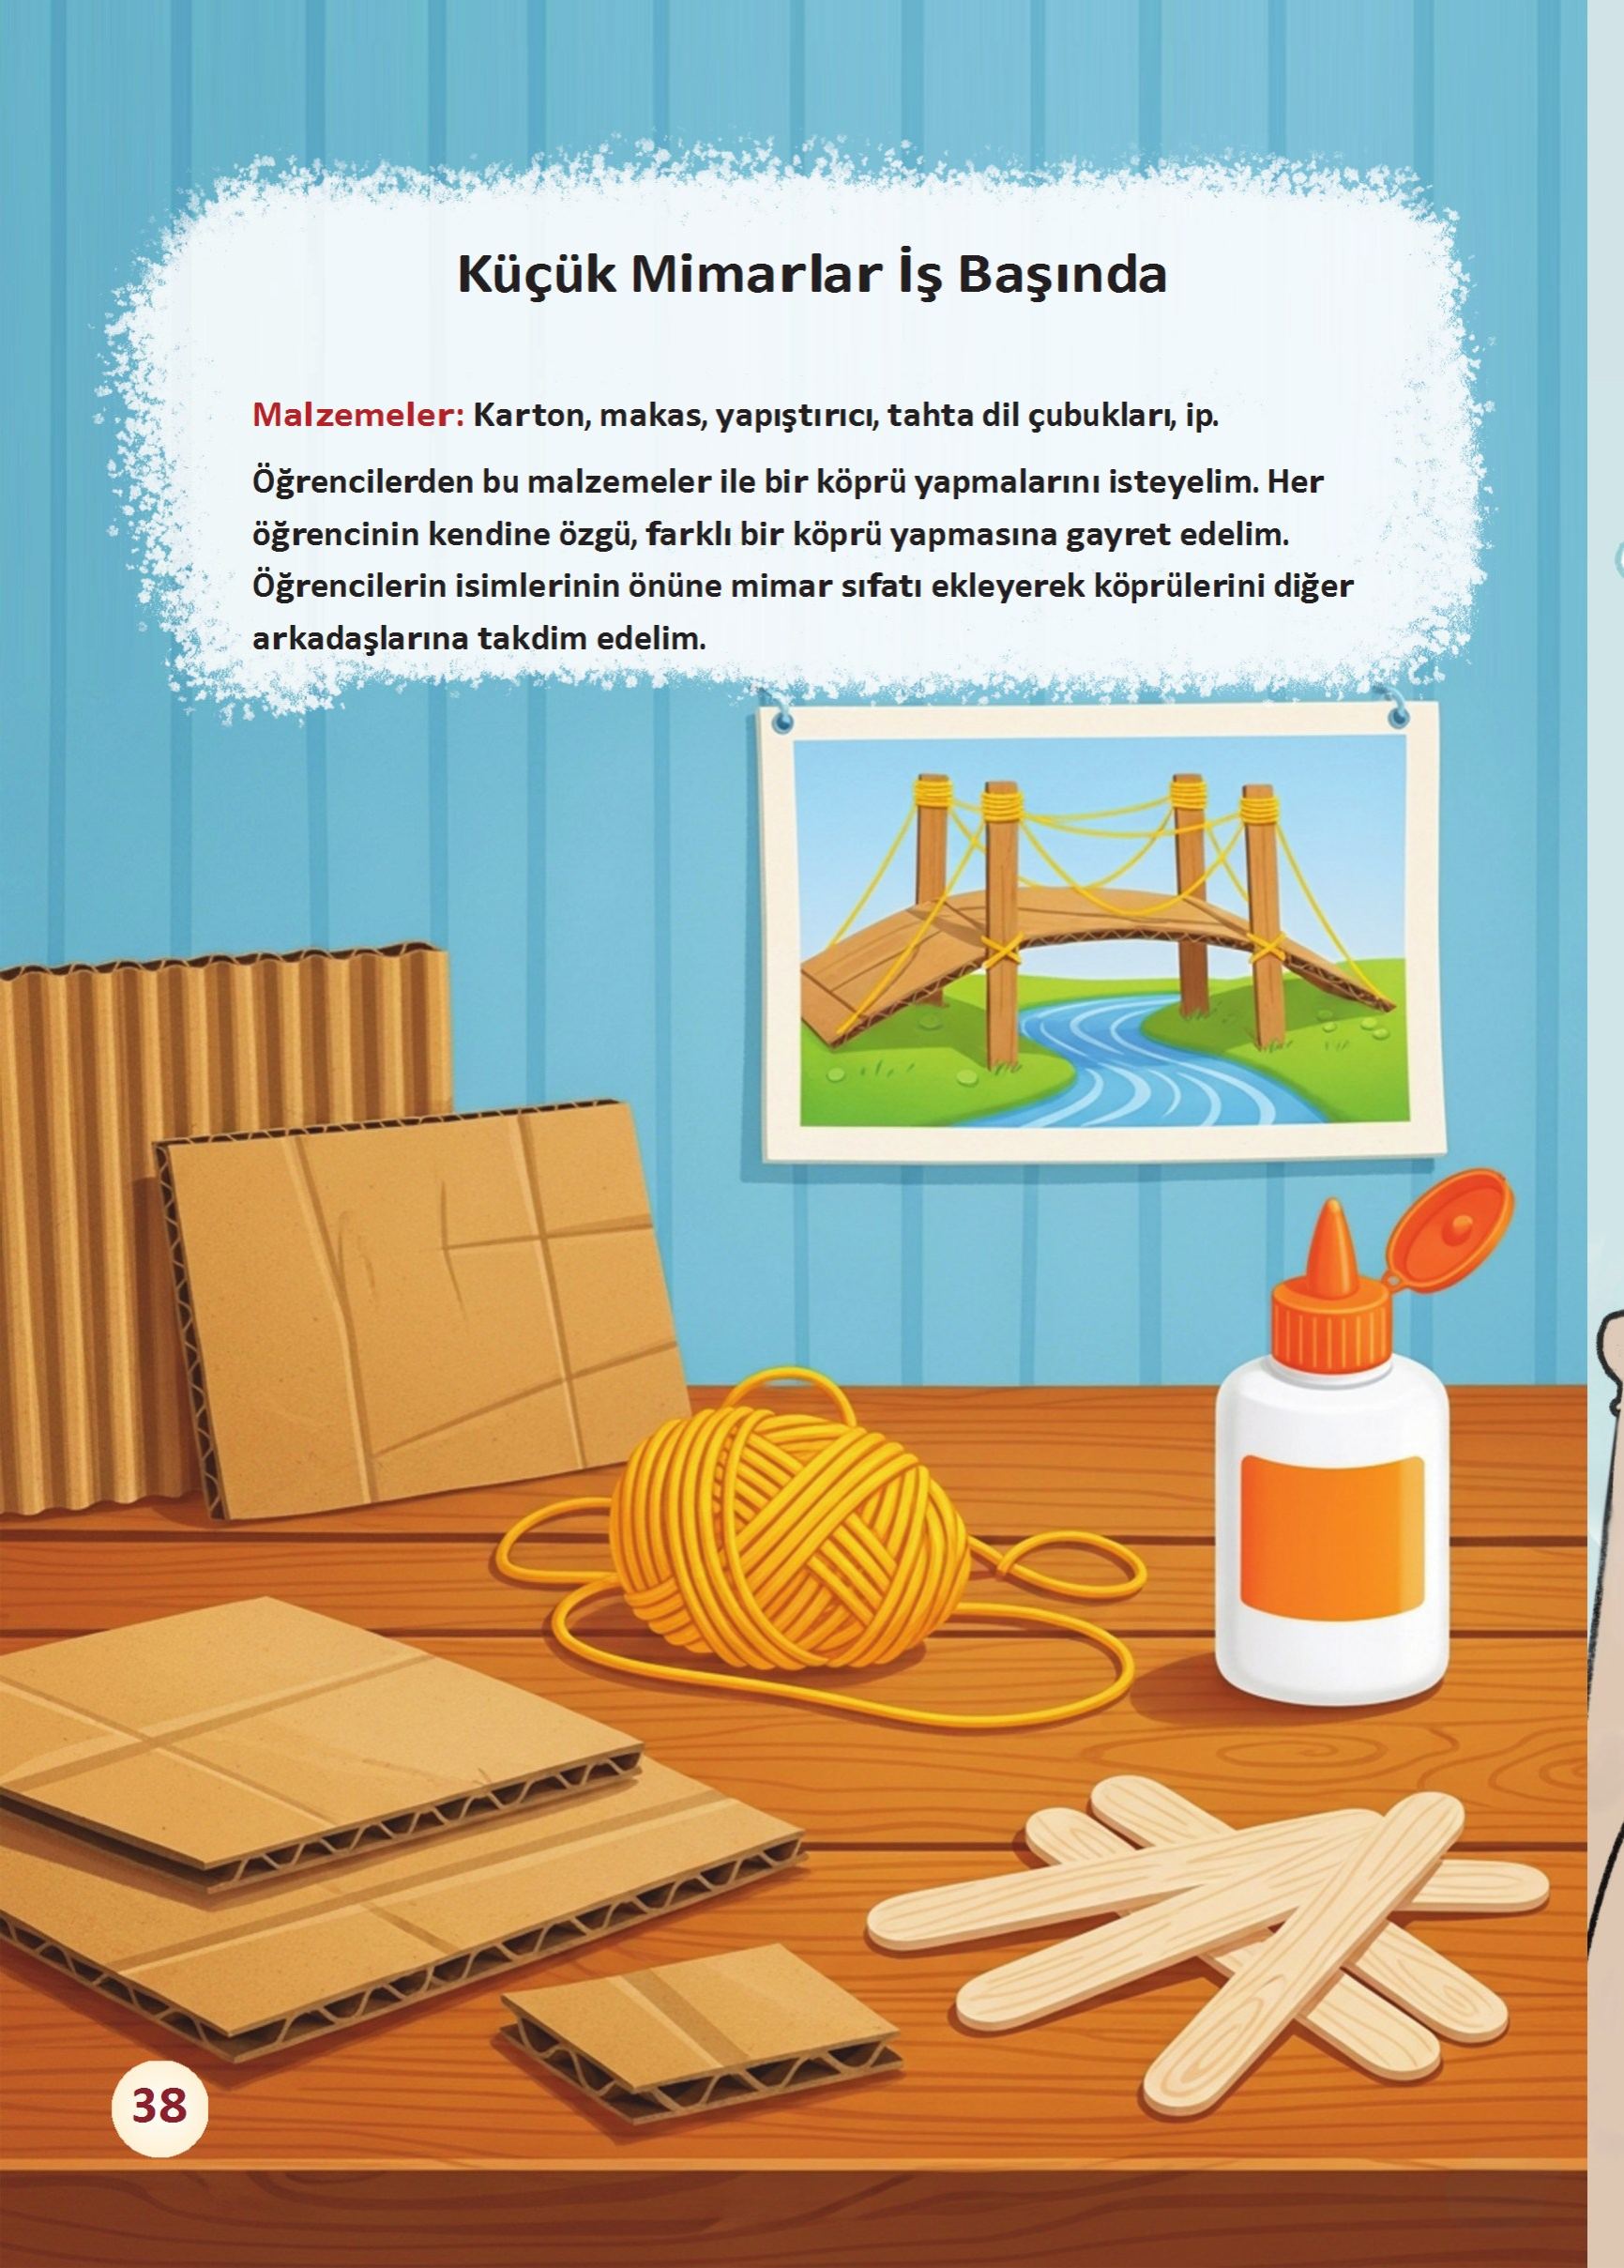 Küçük Mimarlar İş Başında
Malzemeler: Karton, makas, yapıştırıcı, tahta dil çubukları, ip.
Öğrencilerden bu malzemeler ile bir köprü yapmalarını isteyelim. Her
öğrencinin kendine özgü, farklı bir köprü yapmasına gayret edelim.
Öğrencilerin isimlerinin önüne mimar sıfatı ekleyerek köprülerini diğer
arkadaşlarına takdim edelim.
38